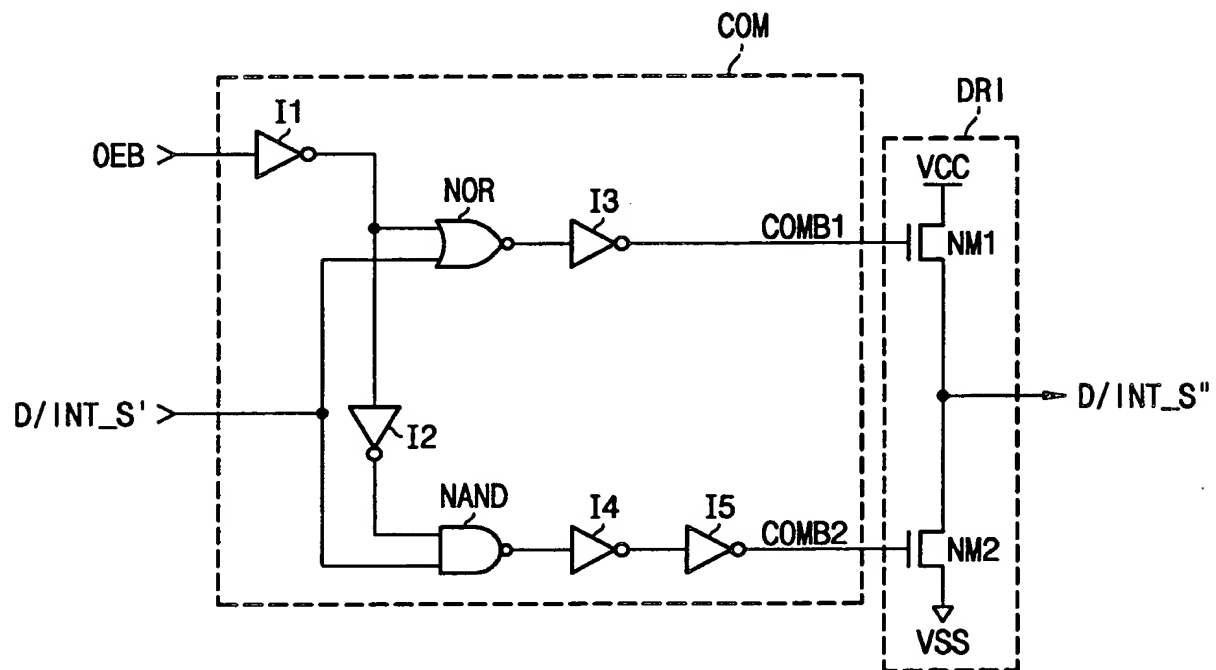 COM
DRI
I1
OEB
VCC
NOR
I3
COMB1
NM1
D/INT_S'
D/INT_S"
I2
NAND
I4
I5
COMB2
NM2
VSS